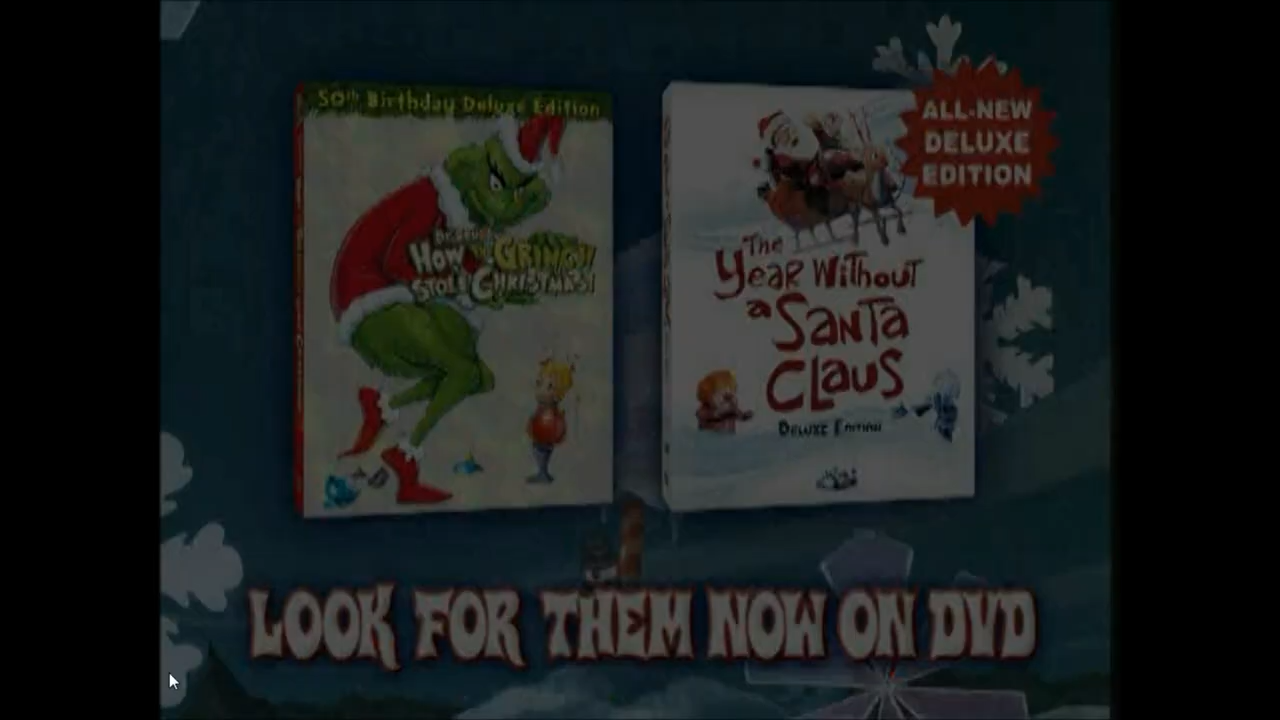 50th Birthday Deluxe Edition
HOW THE GRINCH
STOLE CHRISTMAS!
ALL-NEW
DELUXE
EDITION
The
Year Without
a Santa
Claus
Deluxe Edition
LOOK FOR THEM NOW ON DVD